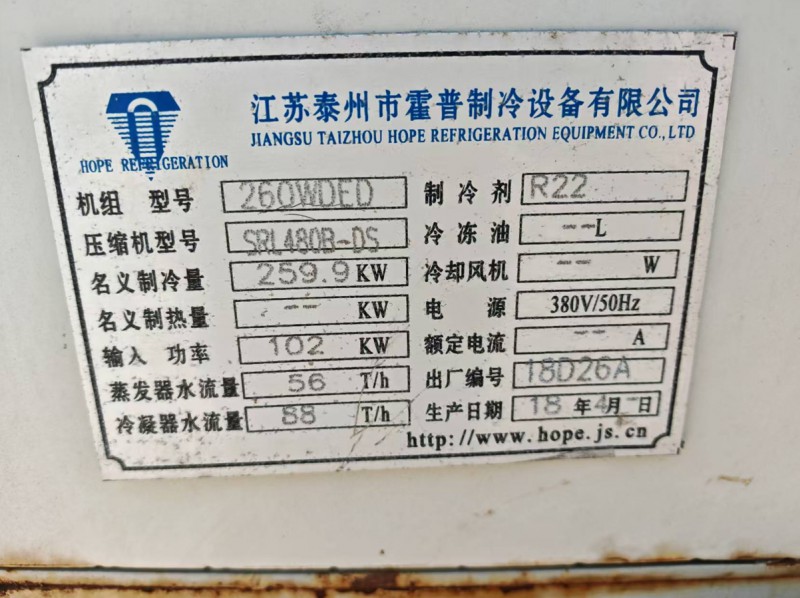 江苏泰州市霍普制冷设备有限公司
JIANGSU TAIZHOU HOPE REFRIGERATION EQUIPMENT CO.,LTD
HOPE REFRIGERATION
机组 型号 260WDED 制冷剂 R22
压缩机型号 SRL480B-DS 冷冻油 --L
名义制冷量 259.9 KW 冷却风机 -- W
名义制热量 -- KW 电 源 380V/50Hz
输入 功率 102 KW 额定电流 -- A
蒸发器水流量 56 T/h 出厂编号 18D26A
冷凝器水流量 88 T/h 生产日期 18 年 4 月 - 日
http://www.hope.js.cn